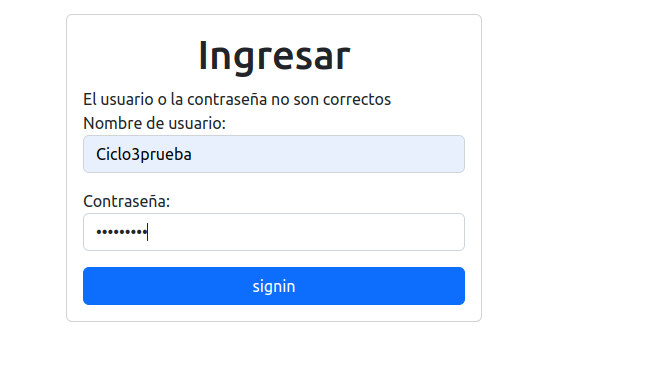 Ingresar
El usuario o la contraseña no son correctos
Nombre de usuario:
Ciclo3prueba
Contraseña:
•••••••••
signin